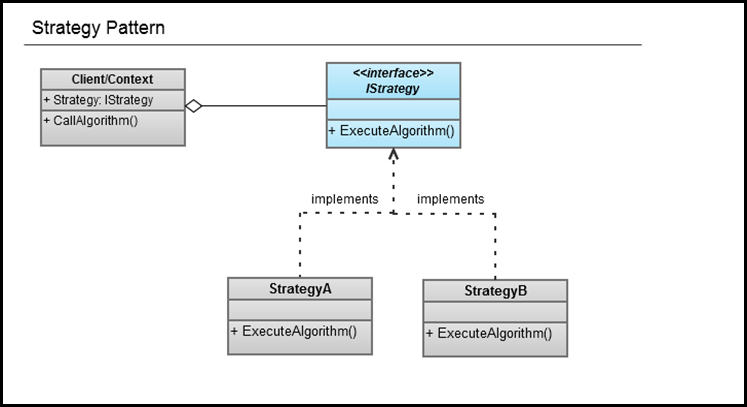 Strategy Pattern
Client/Context
+ Strategy: IStrategy
+ CallAlgorithm()
<<interface>>
IStrategy
+ ExecuteAlgorithm()
implements
implements
StrategyA
+ ExecuteAlgorithm()
StrategyB
+ ExecuteAlgorithm()